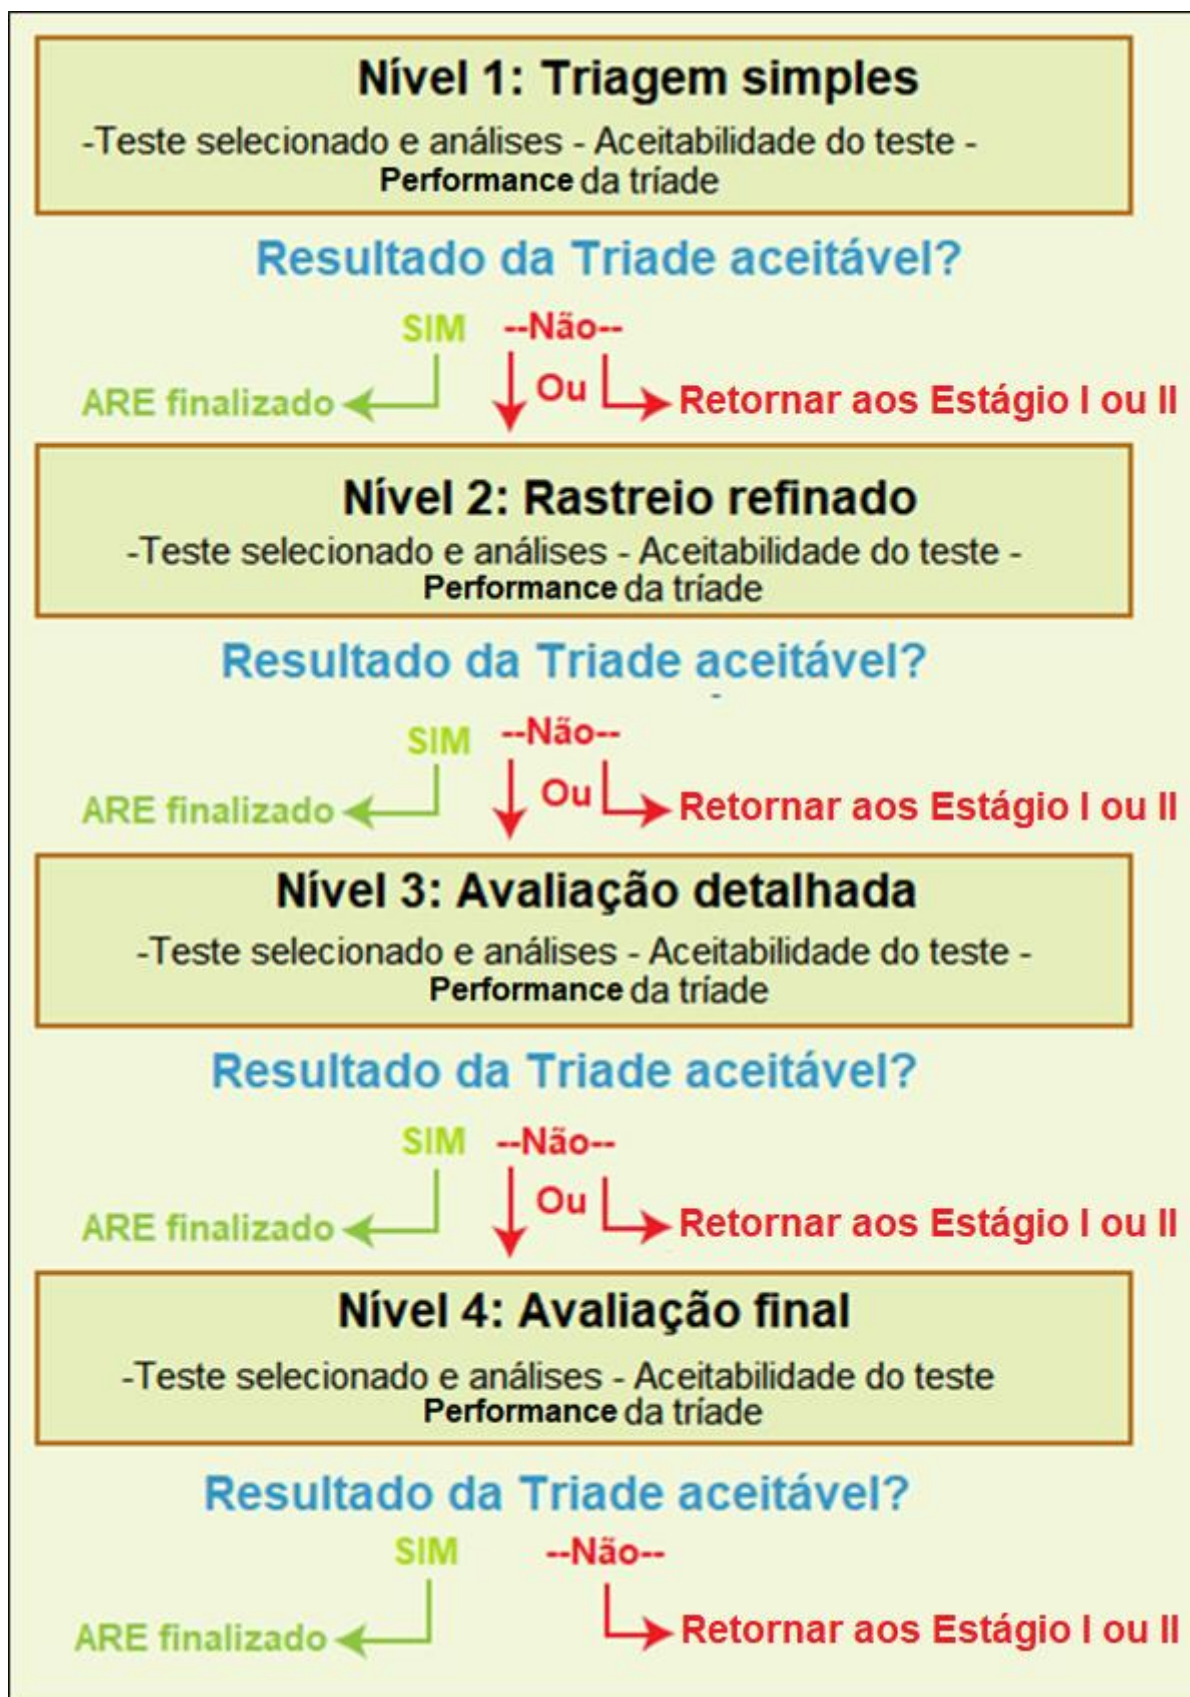 Nível 1: Triagem simples
-Teste selecionado e análises - Aceitabilidade do teste -
Performance da tríade
Resultado da Triade aceitável?
SIM --Não--
ARE finalizado Ou Retornar aos Estágio I ou II
Nível 2: Rastreio refinado
-Teste selecionado e análises - Aceitabilidade do teste -
Performance da tríade
Resultado da Triade aceitável?
SIM --Não--
ARE finalizado Ou Retornar aos Estágio I ou II
Nível 3: Avaliação detalhada
-Teste selecionado e análises - Aceitabilidade do teste -
Performance da tríade
Resultado da Triade aceitável?
SIM --Não--
ARE finalizado Ou Retornar aos Estágio I ou II
Nível 4: Avaliação final
-Teste selecionado e análises - Aceitabilidade do teste
Performance da tríade
Resultado da Triade aceitável?
SIM --Não--
ARE finalizado Retornar aos Estágio I ou II